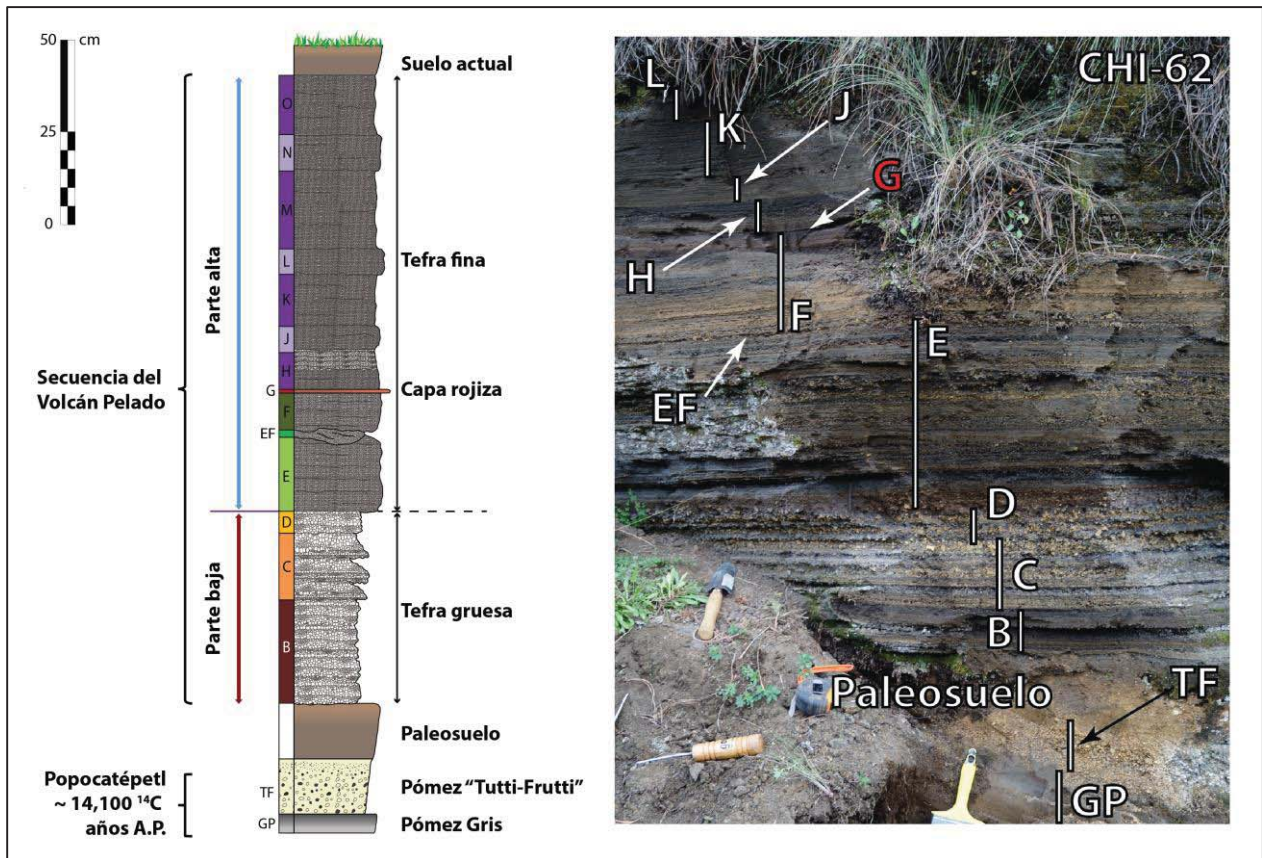 50 cm
25
0
Secuencia del
Volcán Pelado
Popocatépetl
~ 14,100 ¹⁴C
años A.P.
Parte alta
Parte baja
O
N
M
L
K
J
H
G
F
EF
E
D
C
B
TF
GP
Suelo actual
Tefra fina
Capa rojiza
Tefra gruesa
Paleosuelo
Pómez “Tutti-Frutti”
Pómez Gris
CHI-62
L
K
J
G
H
F
E
EF
D
C
B
Paleosuelo
TF
GP